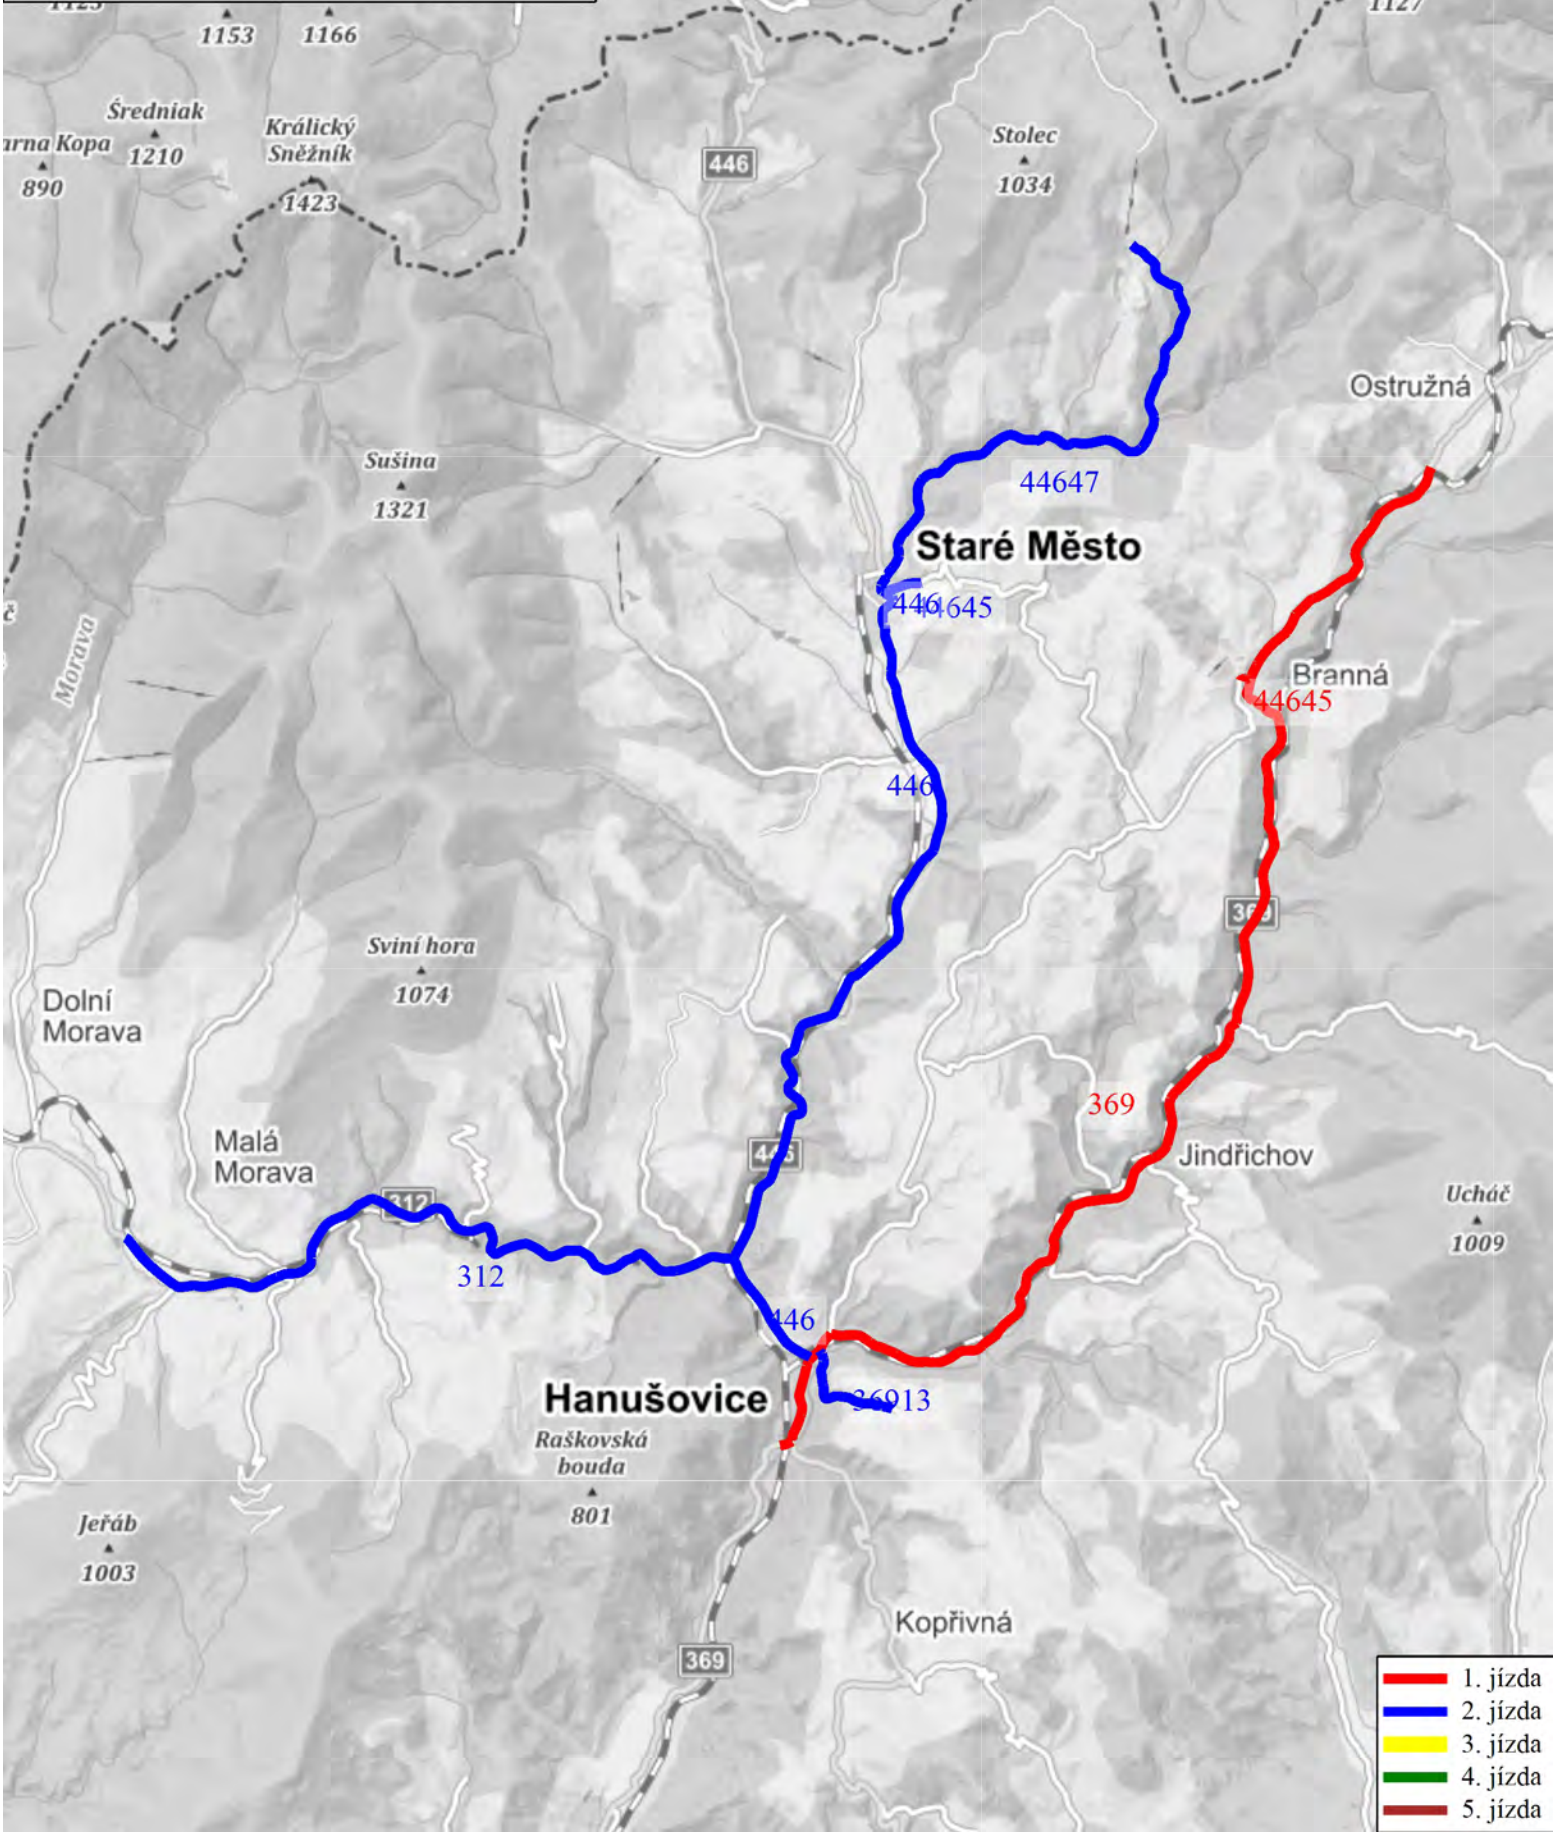 1153
1166
1127
Średniak
1210
Králický
Sněžník
1423
arna Kopa
890
446
Stolec
1034
Ostružná
Sušina
1321
44647
Staré Město
446
44645
Morava
Branná
44645
446
369
Sviní hora
1074
Dolní
Morava
369
Malá
Morava
446
Jindřichov
312
Ucháč
1009
312
446
Hanušovice
36913
Raškovská
bouda
801
Jeřáb
1003
Kopřivná
369
1. jízda
2. jízda
3. jízda
4. jízda
5. jízda